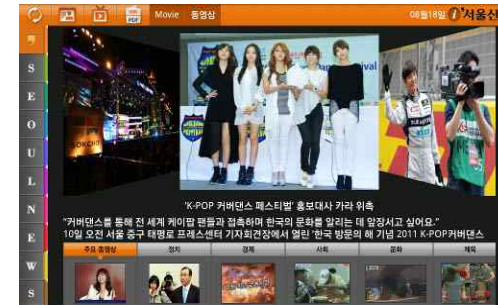 PDF
Movie 동영상
08월18일 서울신
S
E
O
U
L
N
E
W
S
SOKCHO
'K-POP 커버댄스 페스티벌' 홍보대사 카라 위촉
"커버댄스를 통해 전 세계 케이팝 팬들과 접촉하며 한국의 문화를 알리는 데 앞장서고 싶어요."
10일 오전 서울 중구 태평로 프레스센터 기자회견장에서 열린 '한국 방문의 해 기념 2011 K-POP커버댄스
주요 동영상 정치 경제 사회 문화 체육